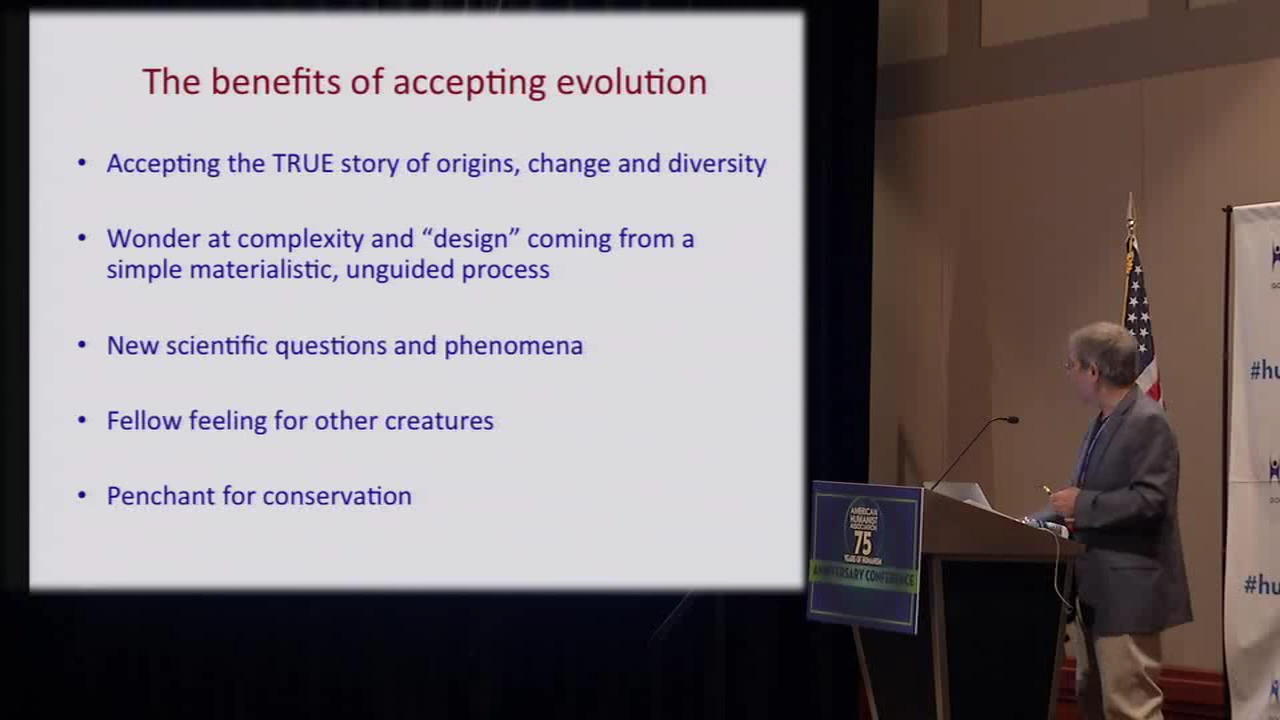 The benefits of accepting evolution
• Accepting the TRUE story of origins, change and diversity
• Wonder at complexity and “design” coming from a
simple materialistic, unguided process
• New scientific questions and phenomena
• Fellow feeling for other creatures
• Penchant for conservation
AMERICAN
HUMANIST
ASSOCIATION
75
YEARS OF HUMANISM
ANNIVERSARY CONFERENCE
#hu
#hu